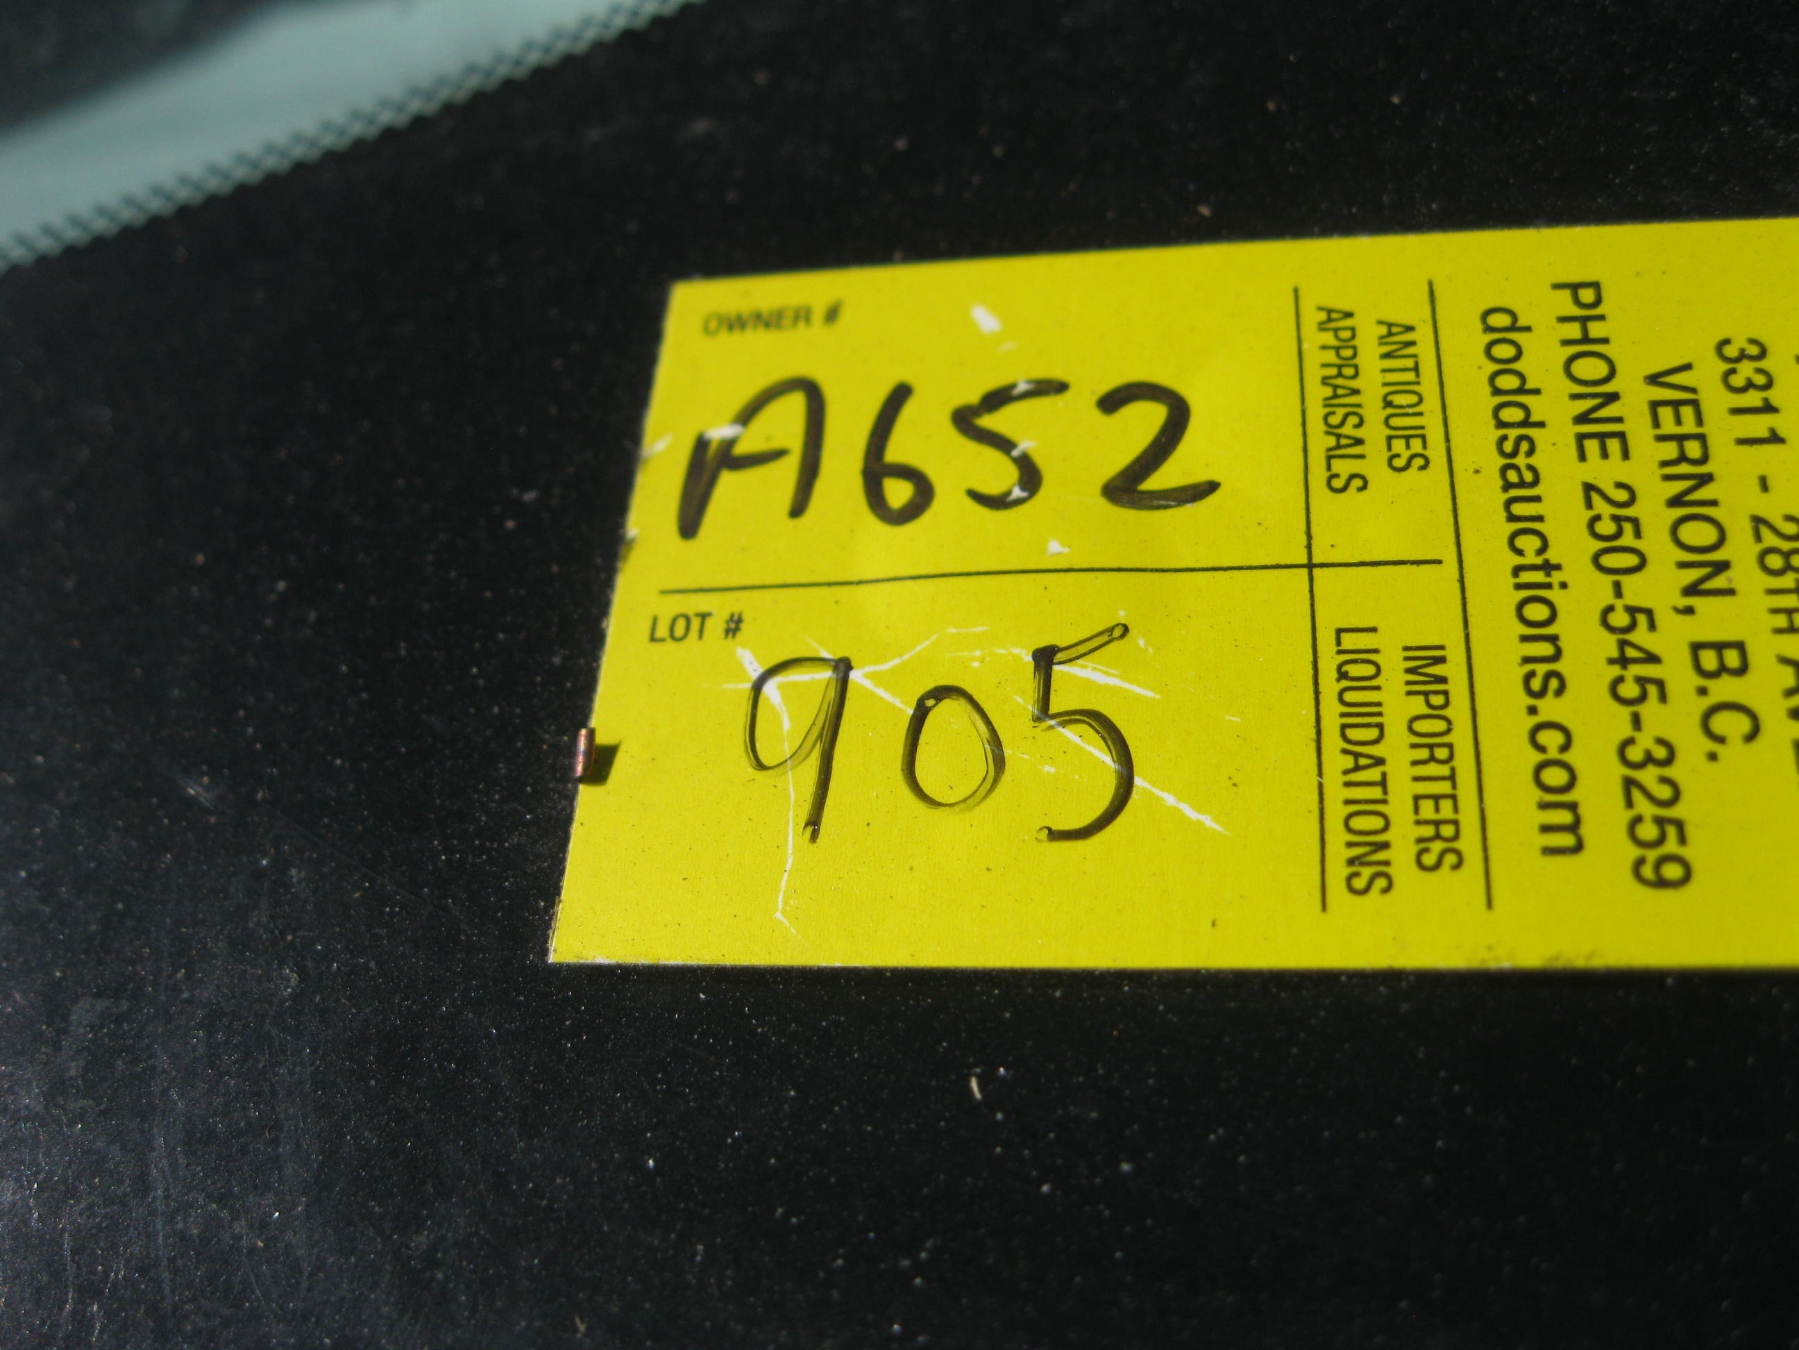 OWNER #
A652
LOT #
905
ANTIQUES
APPRAISALS
IMPORTERS
LIQUIDATIONS
3311 - 28TH
VERNON, B.C.
PHONE 250-545-3259
doddsauctions.com